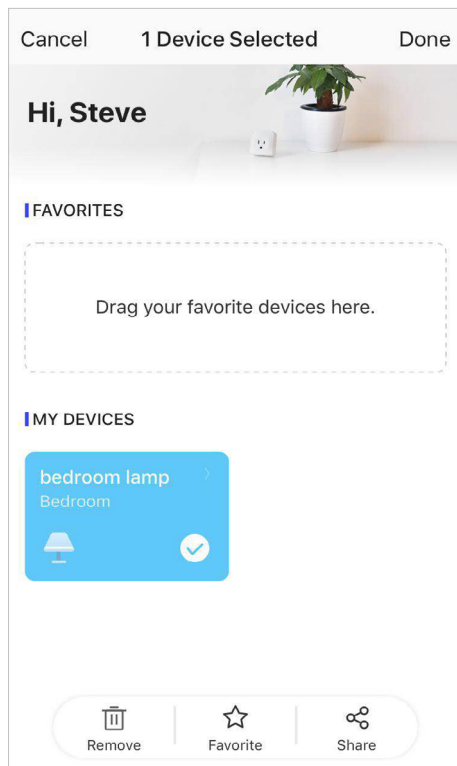 Cancel 1 Device Selected Done
Hi, Steve
FAVORITES
Drag your favorite devices here.
MY DEVICES
bedroom lamp
Bedroom
Remove Favorite Share